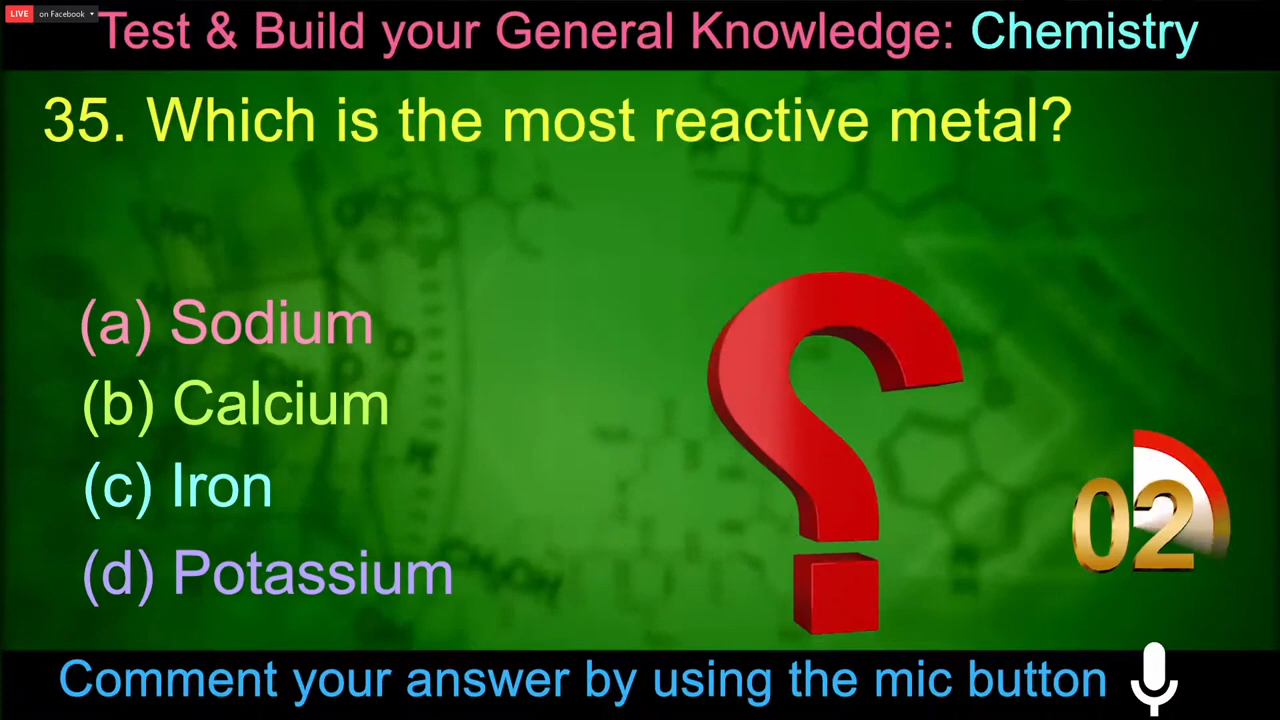 LIVE on Facebook
Test & Build your General Knowledge: Chemistry
35. Which is the most reactive metal?
(a) Sodium
(b) Calcium
(c) Iron
(d) Potassium
02
Comment your answer by using the mic button